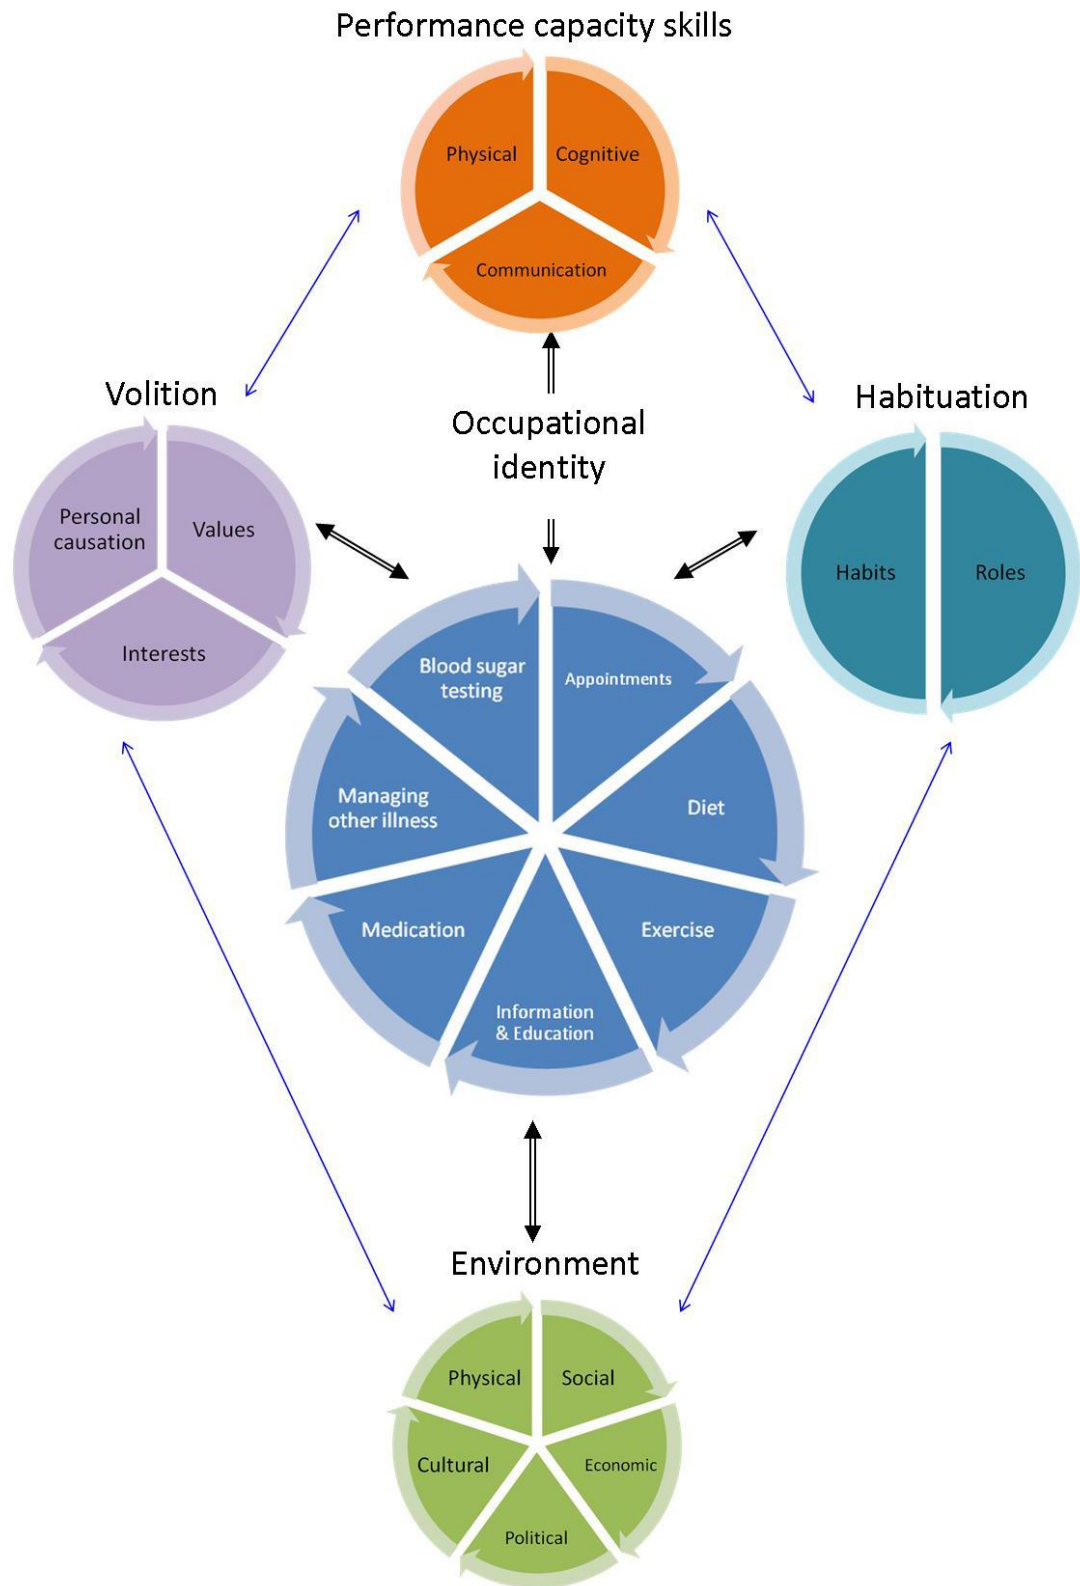 Performance capacity skills
Physical
Cognitive
Communication
Volition
Personal
causation
Values
Interests
Occupational
identity
Habituation
Habits
Roles
Blood sugar
testing
Appointments
Managing
other illness
Diet
Medication
Exercise
Information
& Education
Environment
Physical
Social
Cultural
Economic
Political